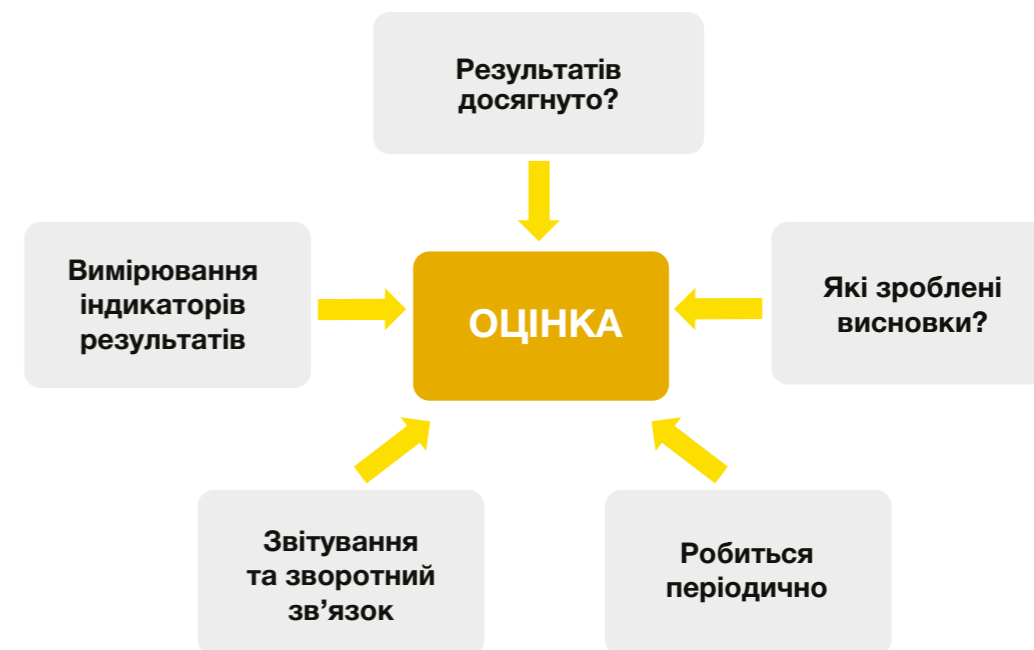 Результатів
досягнуто?
Вимірювання
індикаторів
результатів
ОЦІНКА
Які зроблені
висновки?
Звітування
та зворотний
зв’язок
Робиться
періодично